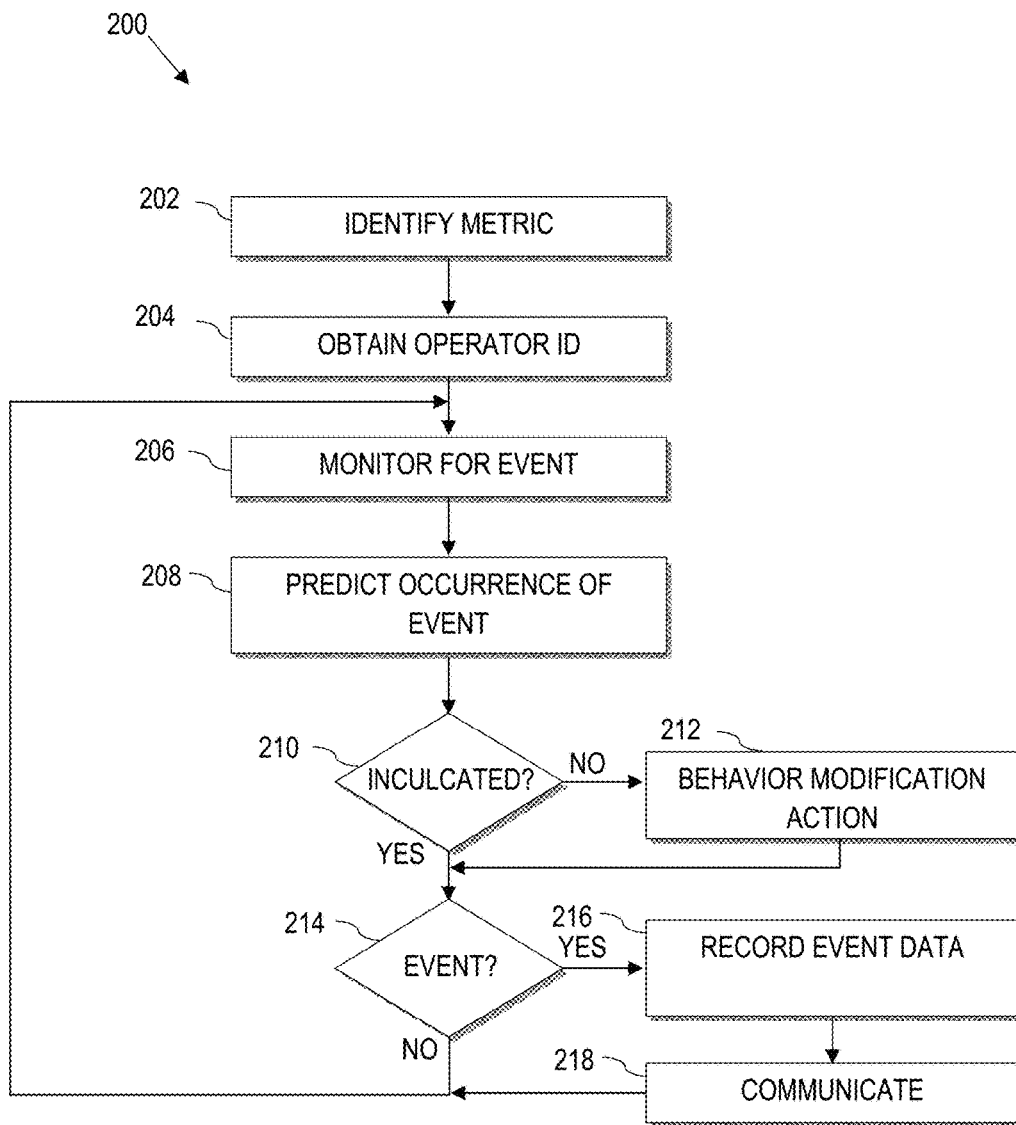 200
202
IDENTIFY METRIC
204
OBTAIN OPERATOR ID
206
MONITOR FOR EVENT
208
PREDICT OCCURRENCE OF
EVENT
210
INCULCATED?
NO
212
BEHAVIOR MODIFICATION
ACTION
YES
214
EVENT?
YES
216
RECORD EVENT DATA
NO
218
COMMUNICATE